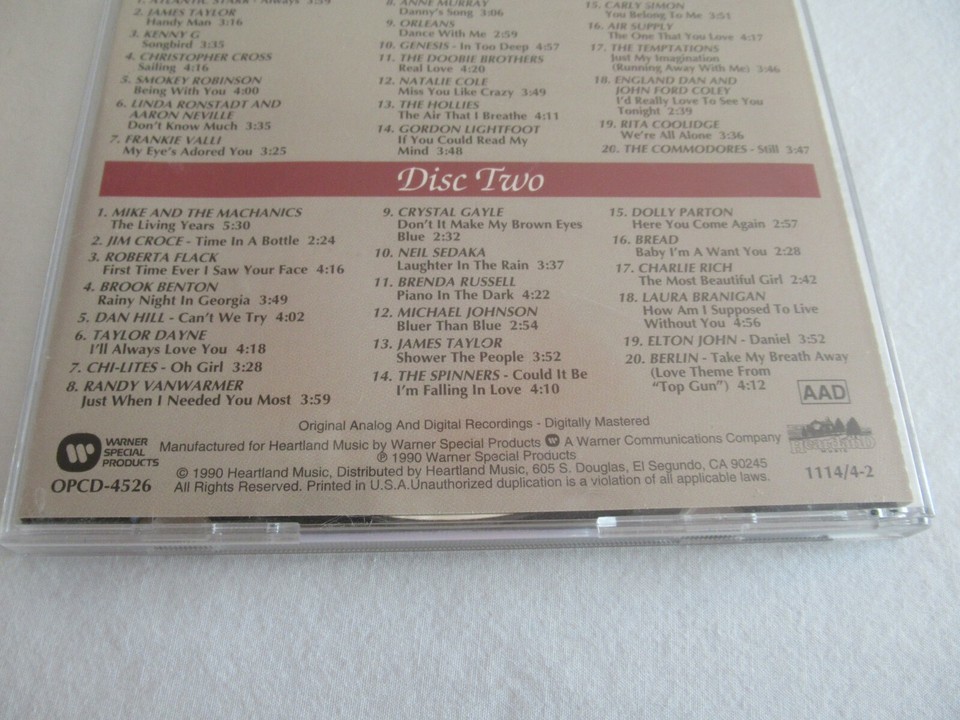 1. ATLANTIC STARR - Always 3:59
2. JAMES TAYLOR
Handy Man 3:16
3. KENNY G
Songbird 3:35
4. CHRISTOPHER CROSS
Sailing 4:16
5. SMOKEY ROBINSON
Being With You 4:00
6. LINDA RONSTADT AND
AARON NEVILLE
Don't Know Much 3:35
7. FRANKIE VALLI
My Eye's Adored You 3:25
8. ANNE MURRAY
Danny's Song 3:06
9. ORLEANS
Dance With Me 2:59
10. GENESIS - In Too Deep 4:57
11. THE DOOBIE BROTHERS
Real Love 4:20
12. NATALIE COLE
Miss You Like Crazy 3:49
13. THE HOLLIES
The Air That I Breathe 4:11
14. GORDON LIGHTFOOT
If You Could Read My
Mind 3:48
15. CARLY SIMON
You Belong To Me 3:51
16. AIR SUPPLY
The One That You Love 4:17
17. THE TEMPTATIONS
Just My Imagination
(Running Away With Me) 3:46
18. ENGLAND DAN AND
JOHN FORD COLEY
I'd Really Love To See You
Tonight 2:39
19. RITA COOLIDGE
We're All Alone 3:36
20. THE COMMODORES - Still 3:47
Disc Two
1. MIKE AND THE MACHANICS
The Living Years 5:30
2. JIM CROCE - Time In A Bottle 2:24
3. ROBERTA FLACK
First Time Ever I Saw Your Face 4:16
4. BROOK BENTON
Rainy Night In Georgia 3:49
5. DAN HILL - Can't We Try 4:02
6. TAYLOR DAYNE
I'll Always Love You 4:18
7. CHI-LITES - Oh Girl 3:28
8. RANDY VANWARMER
Just When I Needed You Most 3:59
9. CRYSTAL GAYLE
Don't It Make My Brown Eyes
Blue 2:32
10. NEIL SEDAKA
Laughter In The Rain 3:37
11. BRENDA RUSSELL
Piano In The Dark 4:22
12. MICHAEL JOHNSON
Bluer Than Blue 2:54
13. JAMES TAYLOR
Shower The People 3:52
14. THE SPINNERS - Could It Be
I'm Falling In Love 4:10
15. DOLLY PARTON
Here You Come Again 2:57
16. BREAD
Baby I'm A Want You 2:28
17. CHARLIE RICH
The Most Beautiful Girl 2:42
18. LAURA BRANIGAN
How Am I Supposed To Live
Without You 4:56
19. ELTON JOHN - Daniel 3:52
20. BERLIN - Take My Breath Away
(Love Theme From
"Top Gun") 4:12
AAD
Original Analog And Digital Recordings - Digitally Mastered
WARNER
SPECIAL
PRODUCTS
OPCD-4526
Manufactured for Heartland Music by Warner Special Products A Warner Communications Company
℗ 1990 Warner Special Products
© 1990 Heartland Music, Distributed by Heartland Music, 605 S. Douglas, El Segundo, CA 90245
All Rights Reserved. Printed in U.S.A.Unauthorized duplication is a violation of all applicable laws.
Heartland
MUSIC
1114/4-2